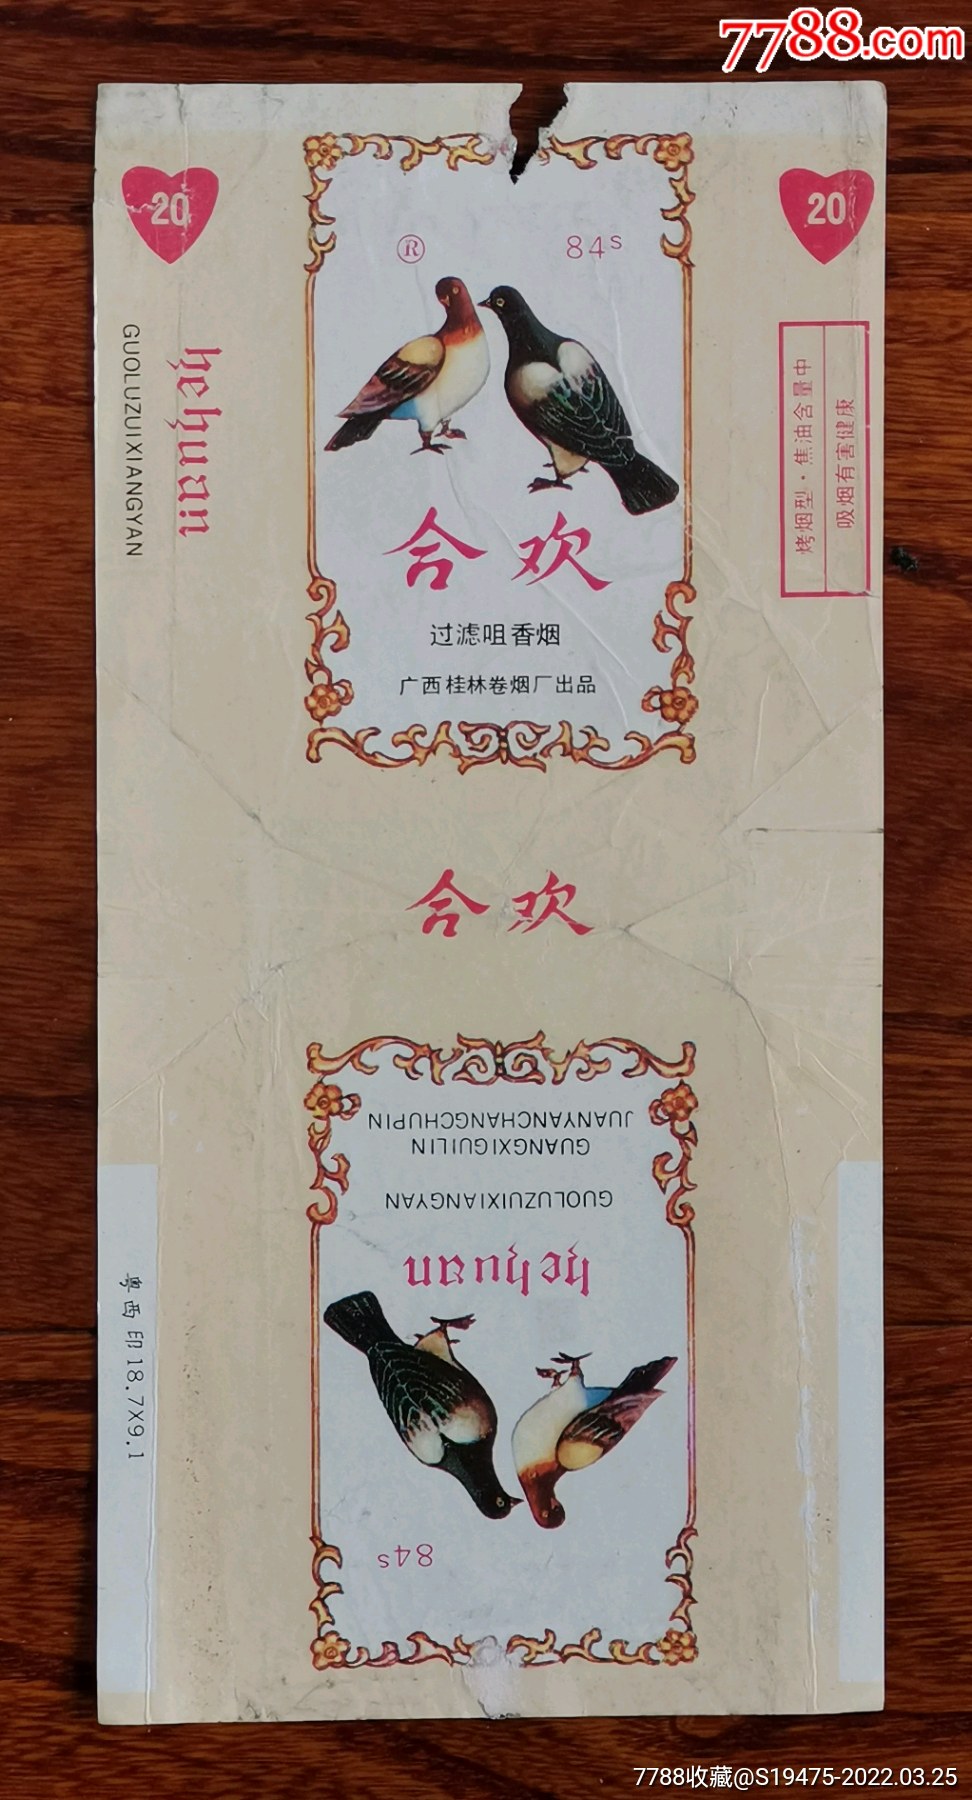 7788.com
20
20
® 84s
hehuan
GUOLUZUIXIANGYAN
烤烟型·焦油含量中
吸烟有害健康
合欢
过滤咀香烟
广西桂林卷烟厂出品
合欢
JUANYANCHANGCHUPIN
GUANGXIGUILIN
GUOLUZUIXIANGYAN
hehuan
84s
粤西印18.7X9.1
7788收藏@S19475-2022.03.25